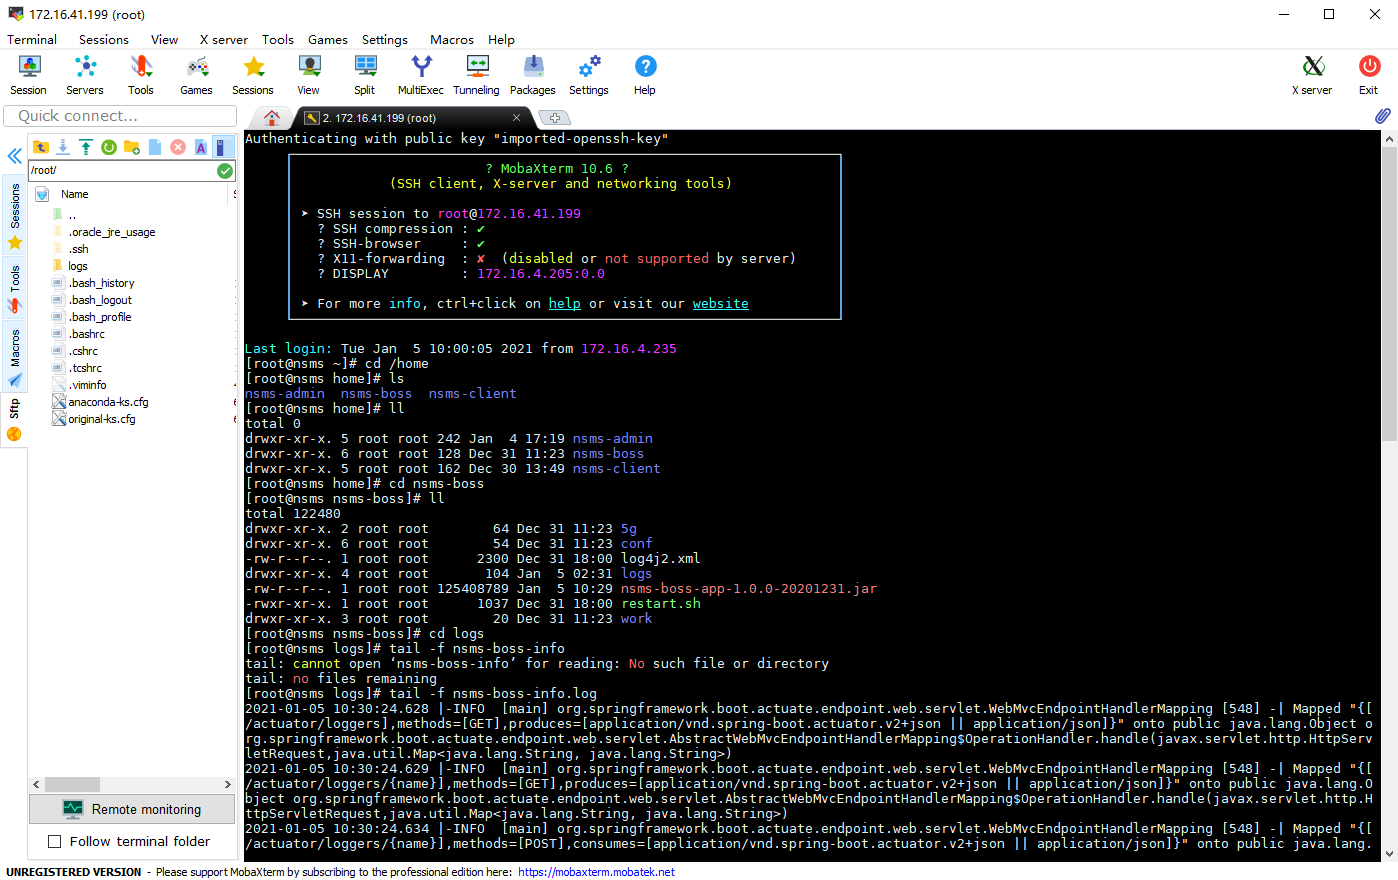 172.16.41.199 (root)
Terminal Sessions View X server Tools Games Settings Macros Help
Session Servers Tools Games Sessions View Split MultiExec Tunneling Packages Settings Help X server Exit
Quick connect...
2. 172.16.41.199 (root)
/root/
Name
..
.oracle_jre_usage
.ssh
logs
.bash_history
.bash_logout
.bash_profile
.bashrc
.cshrc
.tcshrc
.viminfo
anaconda-ks.cfg
original-ks.cfg
Sessions
Tools
Macros
Sftp
Remote monitoring
Follow terminal folder
Authenticating with public key "imported-openssh-key"
? MobaXterm 10.6 ?
(SSH client, X-server and networking tools)
➤ SSH session to root@172.16.41.199
? SSH compression : ✔
? SSH-browser     : ✔
? X11-forwarding  : ✘  (disabled or not supported by server)
? DISPLAY         : 172.16.4.205:0.0
➤ For more info, ctrl+click on help or visit our website
Last login: Tue Jan  5 10:00:05 2021 from 172.16.4.235
[root@nsms ~]# cd /home
[root@nsms home]# ls
nsms-admin  nsms-boss  nsms-client
[root@nsms home]# ll
total 0
drwxr-xr-x. 5 root root 242 Jan  4 17:19 nsms-admin
drwxr-xr-x. 6 root root 128 Dec 31 11:23 nsms-boss
drwxr-xr-x. 5 root root 162 Dec 30 13:49 nsms-client
[root@nsms home]# cd nsms-boss
[root@nsms nsms-boss]# ll
total 122480
drwxr-xr-x. 2 root root        64 Dec 31 11:23 5g
drwxr-xr-x. 6 root root        54 Dec 31 11:23 conf
-rw-r--r--. 1 root root      2300 Dec 31 18:00 log4j2.xml
drwxr-xr-x. 4 root root       104 Jan  5 02:31 logs
-rw-r--r--. 1 root root 125408789 Jan  5 10:29 nsms-boss-app-1.0.0-20201231.jar
-rwxr-xr-x. 1 root root      1037 Dec 31 18:00 restart.sh
drwxr-xr-x. 3 root root        20 Dec 31 11:23 work
[root@nsms nsms-boss]# cd logs
[root@nsms logs]# tail -f nsms-boss-info
tail: cannot open ‘nsms-boss-info’ for reading: No such file or directory
tail: no files remaining
[root@nsms logs]# tail -f nsms-boss-info.log
2021-01-05 10:30:24.628 |-INFO  [main] org.springframework.boot.actuate.endpoint.web.servlet.WebMvcEndpointHandlerMapping [548] -| Mapped "{[
/actuator/loggers],methods=[GET],produces=[application/vnd.spring-boot.actuator.v2+json || application/json]}" onto public java.lang.Object o
rg.springframework.boot.actuate.endpoint.web.servlet.AbstractWebMvcEndpointHandlerMapping$OperationHandler.handle(javax.servlet.http.HttpServ
letRequest,java.util.Map<java.lang.String, java.lang.String>)
2021-01-05 10:30:24.629 |-INFO  [main] org.springframework.boot.actuate.endpoint.web.servlet.WebMvcEndpointHandlerMapping [548] -| Mapped "{[
/actuator/loggers/{name}],methods=[GET],produces=[application/vnd.spring-boot.actuator.v2+json || application/json]}" onto public java.lang.O
bject org.springframework.boot.actuate.endpoint.web.servlet.AbstractWebMvcEndpointHandlerMapping$OperationHandler.handle(javax.servlet.http.H
ttpServletRequest,java.util.Map<java.lang.String, java.lang.String>)
2021-01-05 10:30:24.634 |-INFO  [main] org.springframework.boot.actuate.endpoint.web.servlet.WebMvcEndpointHandlerMapping [548] -| Mapped "{[
/actuator/loggers/{name}],methods=[POST],consumes=[application/vnd.spring-boot.actuator.v2+json || application/json]}" onto public java.lang.
UNREGISTERED VERSION - Please support MobaXterm by subscribing to the professional edition here: https://mobaxterm.mobatek.net